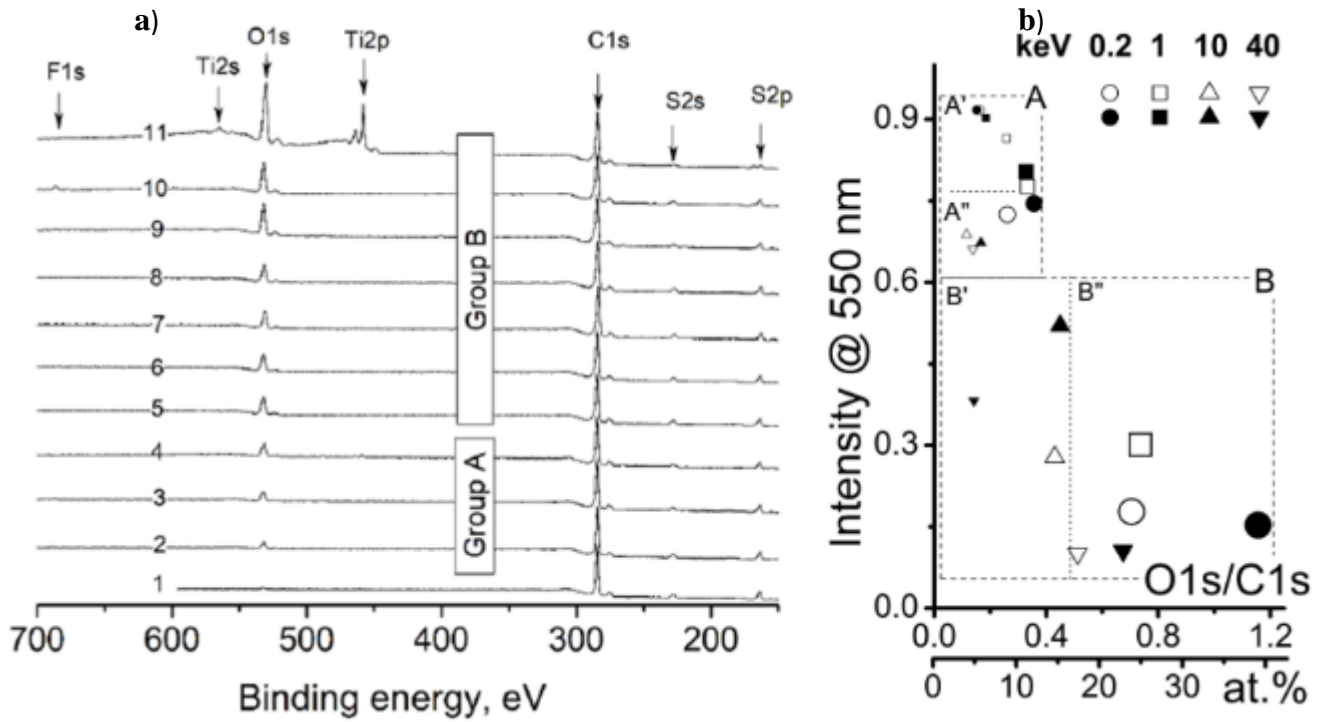 a)
F1s
Ti2s
O1s
Ti2p
C1s
S2s
S2p
11
10
9
8
7
6
5
4
3
2
1
Group B
Group A
700 600 500 400 300 200
Binding energy, eV
b)
keV 0.2 1 10 40
A' A
A"
B' B" B
0.9
0.6
0.3
0.0
Intensity @ 550 nm
O1s/C1s
0.0 0.4 0.8 1.2
0 10 20 30 at.%